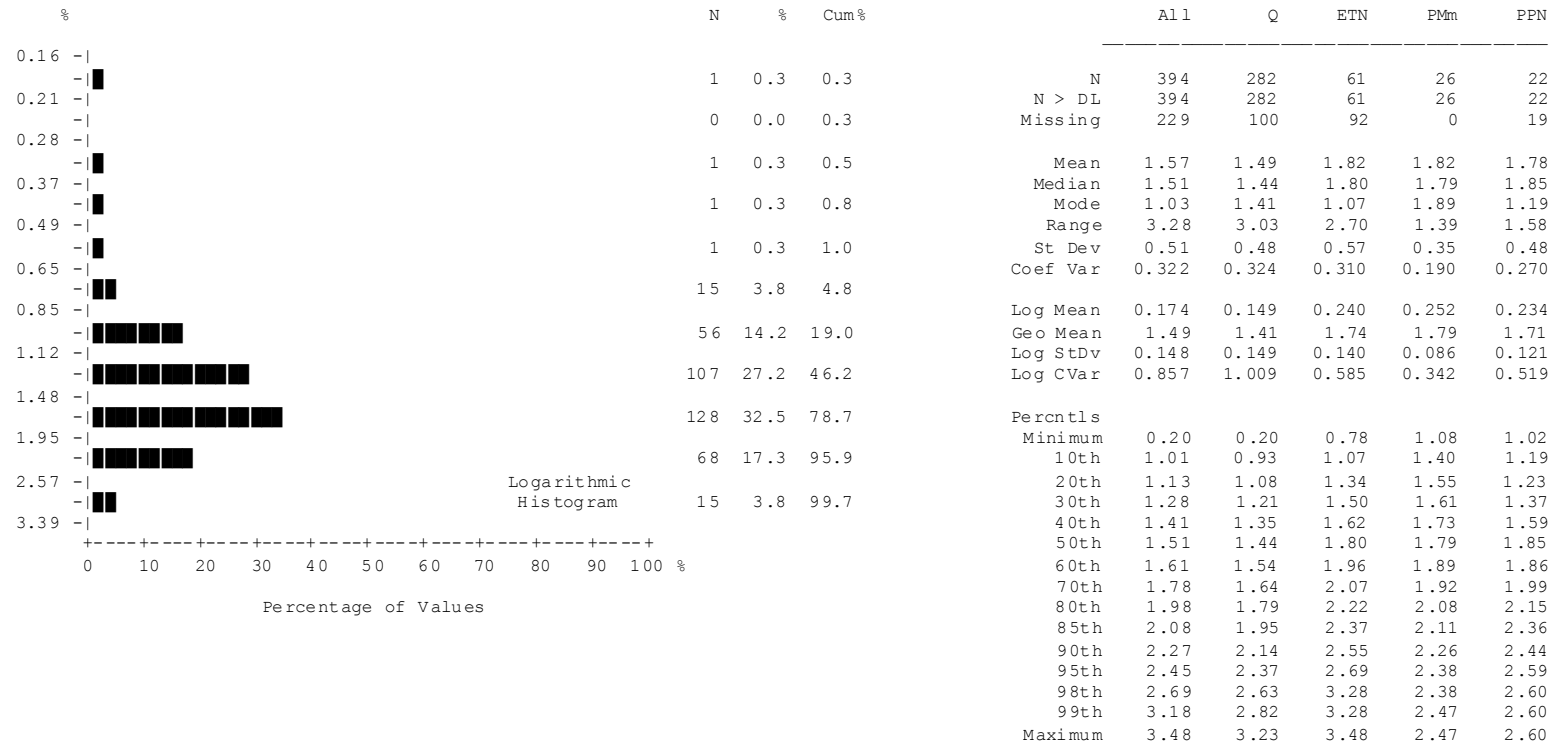 % N % Cum% All Q ETN PMm PPN
0.16 -|
-| 1 0.3 0.3 N 394 282 61 26 22
0.21 -| N > DL 394 282 61 26 22
-| 0 0.0 0.3 Missing 229 100 92 0 19
0.28 -|
-| 1 0.3 0.5 Mean 1.57 1.49 1.82 1.82 1.78
0.37 -| Median 1.51 1.44 1.80 1.79 1.85
-| 1 0.3 0.8 Mode 1.03 1.41 1.07 1.89 1.19
0.49 -| Range 3.28 3.03 2.70 1.39 1.58
-| 1 0.3 1.0 St Dev 0.51 0.48 0.57 0.35 0.48
0.65 -| Coef Var 0.322 0.324 0.310 0.190 0.270
-| 15 3.8 4.8
0.85 -| Log Mean 0.174 0.149 0.240 0.252 0.234
-| 56 14.2 19.0 Geo Mean 1.49 1.41 1.74 1.79 1.71
1.12 -| Log StDv 0.148 0.149 0.140 0.086 0.121
-| 107 27.2 46.2 Log CVar 0.857 1.009 0.585 0.342 0.519
1.48 -|
-| 128 32.5 78.7 Percntls
1.95 -| Minimum 0.20 0.20 0.78 1.08 1.02
-| 68 17.3 95.9 10th 1.01 0.93 1.07 1.40 1.19
2.57 -| Logarithmic 20th 1.13 1.08 1.34 1.55 1.23
-| Histogram 15 3.8 99.7 30th 1.28 1.21 1.50 1.61 1.37
3.39 -| 40th 1.41 1.35 1.62 1.73 1.59
+----+----+----+----+----+----+----+----+----+----+ 50th 1.51 1.44 1.80 1.79 1.85
0 10 20 30 40 50 60 70 80 90 100 % 60th 1.61 1.54 1.96 1.89 1.86
70th 1.78 1.64 2.07 1.92 1.99
Percentage of Values 80th 1.98 1.79 2.22 2.08 2.15
85th 2.08 1.95 2.37 2.11 2.36
90th 2.27 2.14 2.55 2.26 2.44
95th 2.45 2.37 2.69 2.38 2.59
98th 2.69 2.63 3.28 2.38 2.60
99th 3.18 2.82 3.28 2.47 2.60
Maximum 3.48 3.23 3.48 2.47 2.60